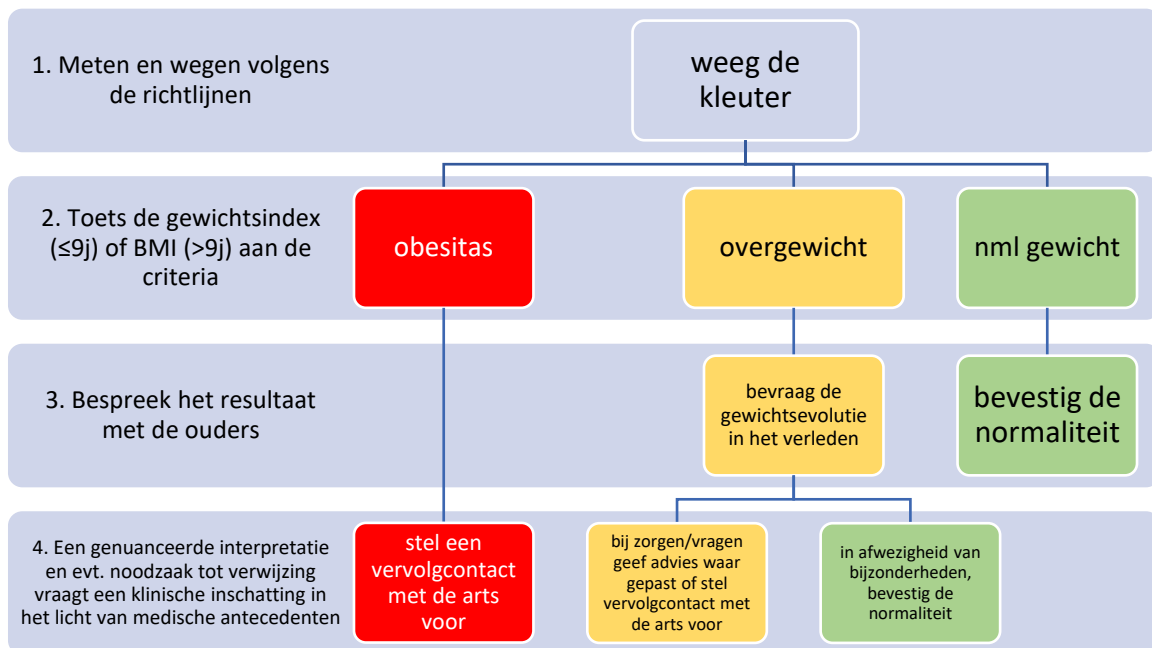 1. Meten en wegen volgens
de richtlijnen
weeg de
kleuter
2. Toets de gewichtsindex
(≤9j) of BMI (>9j) aan de
criteria
obesitas
overgewicht
nml gewicht
3. Bespreek het resultaat
met de ouders
bevraag de
gewichtsevolutie
in het verleden
bevestig de
normaliteit
4. Een genuanceerde interpretatie
en evt. noodzaak tot verwijzing
vraagt een klinische inschatting in
het licht van medische antecedenten
stel een
vervolgcontact
met de arts
voor
bij zorgen/vragen
geef advies waar
gepast of stel
vervolgcontact met
de arts voor
in afwezigheid van
bijzonderheden,
bevestig de
normaliteit